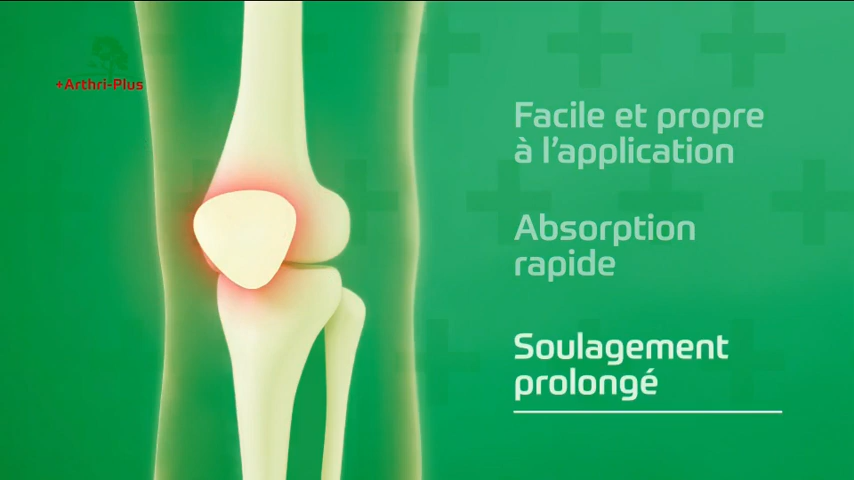 +Arthri-Plus
Facile et propre
à l'application
Absorption
rapide
Soulagement
prolongé